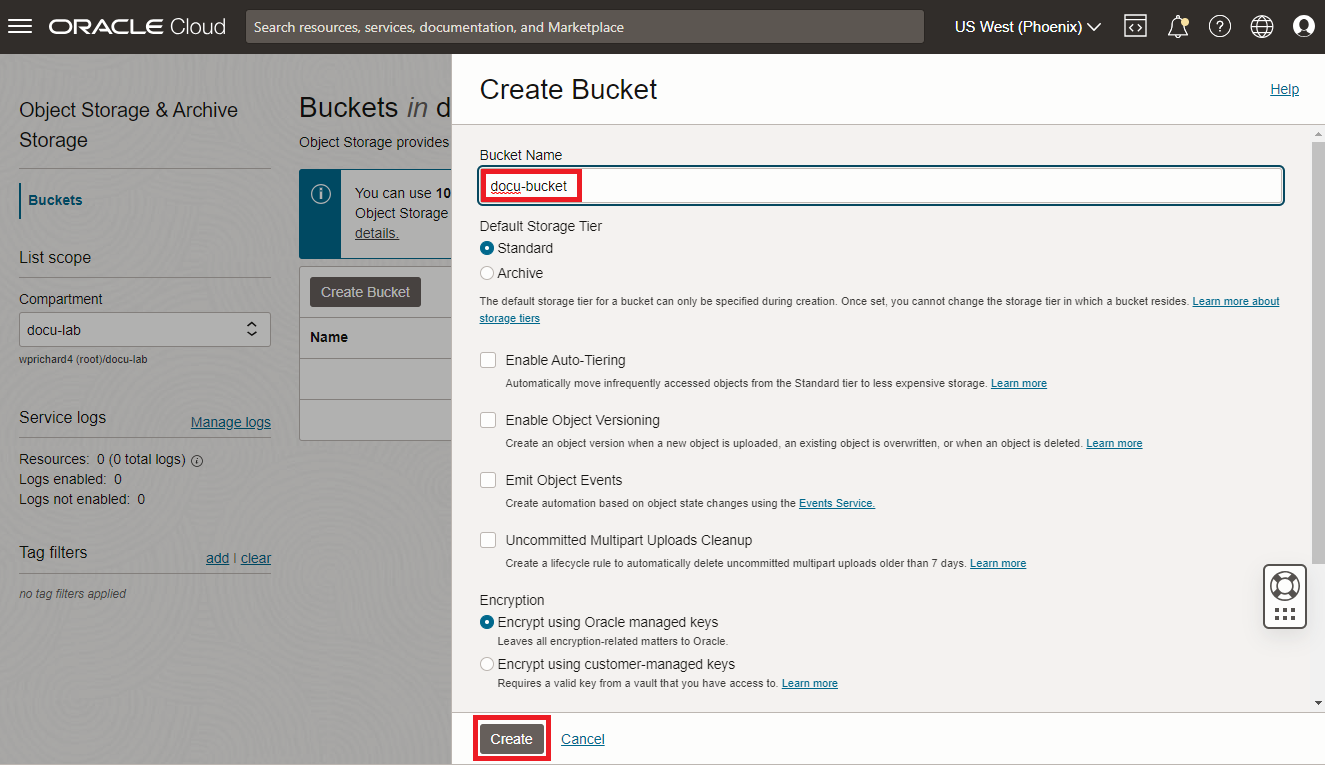 ORACLE Cloud
Search resources, services, documentation, and Marketplace
US West (Phoenix)
Object Storage & Archive
Storage
Buckets
List scope
Compartment
docu-lab
wprichard4 (root)/docu-lab
Service logs
Manage logs
Resources: 0 (0 total logs)
Logs enabled: 0
Logs not enabled: 0
Tag filters
add | clear
no tag filters applied
Buckets in d
Object Storage provides
You can use 10
Object Storage
details.
Create Bucket
Name
Create Bucket
Help
Bucket Name
docu-bucket
Default Storage Tier
Standard
Archive
The default storage tier for a bucket can only be specified during creation. Once set, you cannot change the storage tier in which a bucket resides. Learn more about
storage tiers
Enable Auto-Tiering
Automatically move infrequently accessed objects from the Standard tier to less expensive storage. Learn more
Enable Object Versioning
Create an object version when a new object is uploaded, an existing object is overwritten, or when an object is deleted. Learn more
Emit Object Events
Create automation based on object state changes using the Events Service.
Uncommitted Multipart Uploads Cleanup
Create a lifecycle rule to automatically delete uncommitted multipart uploads older than 7 days. Learn more
Encryption
Encrypt using Oracle managed keys
Leaves all encryption-related matters to Oracle.
Encrypt using customer-managed keys
Requires a valid key from a vault that you have access to. Learn more
Create
Cancel